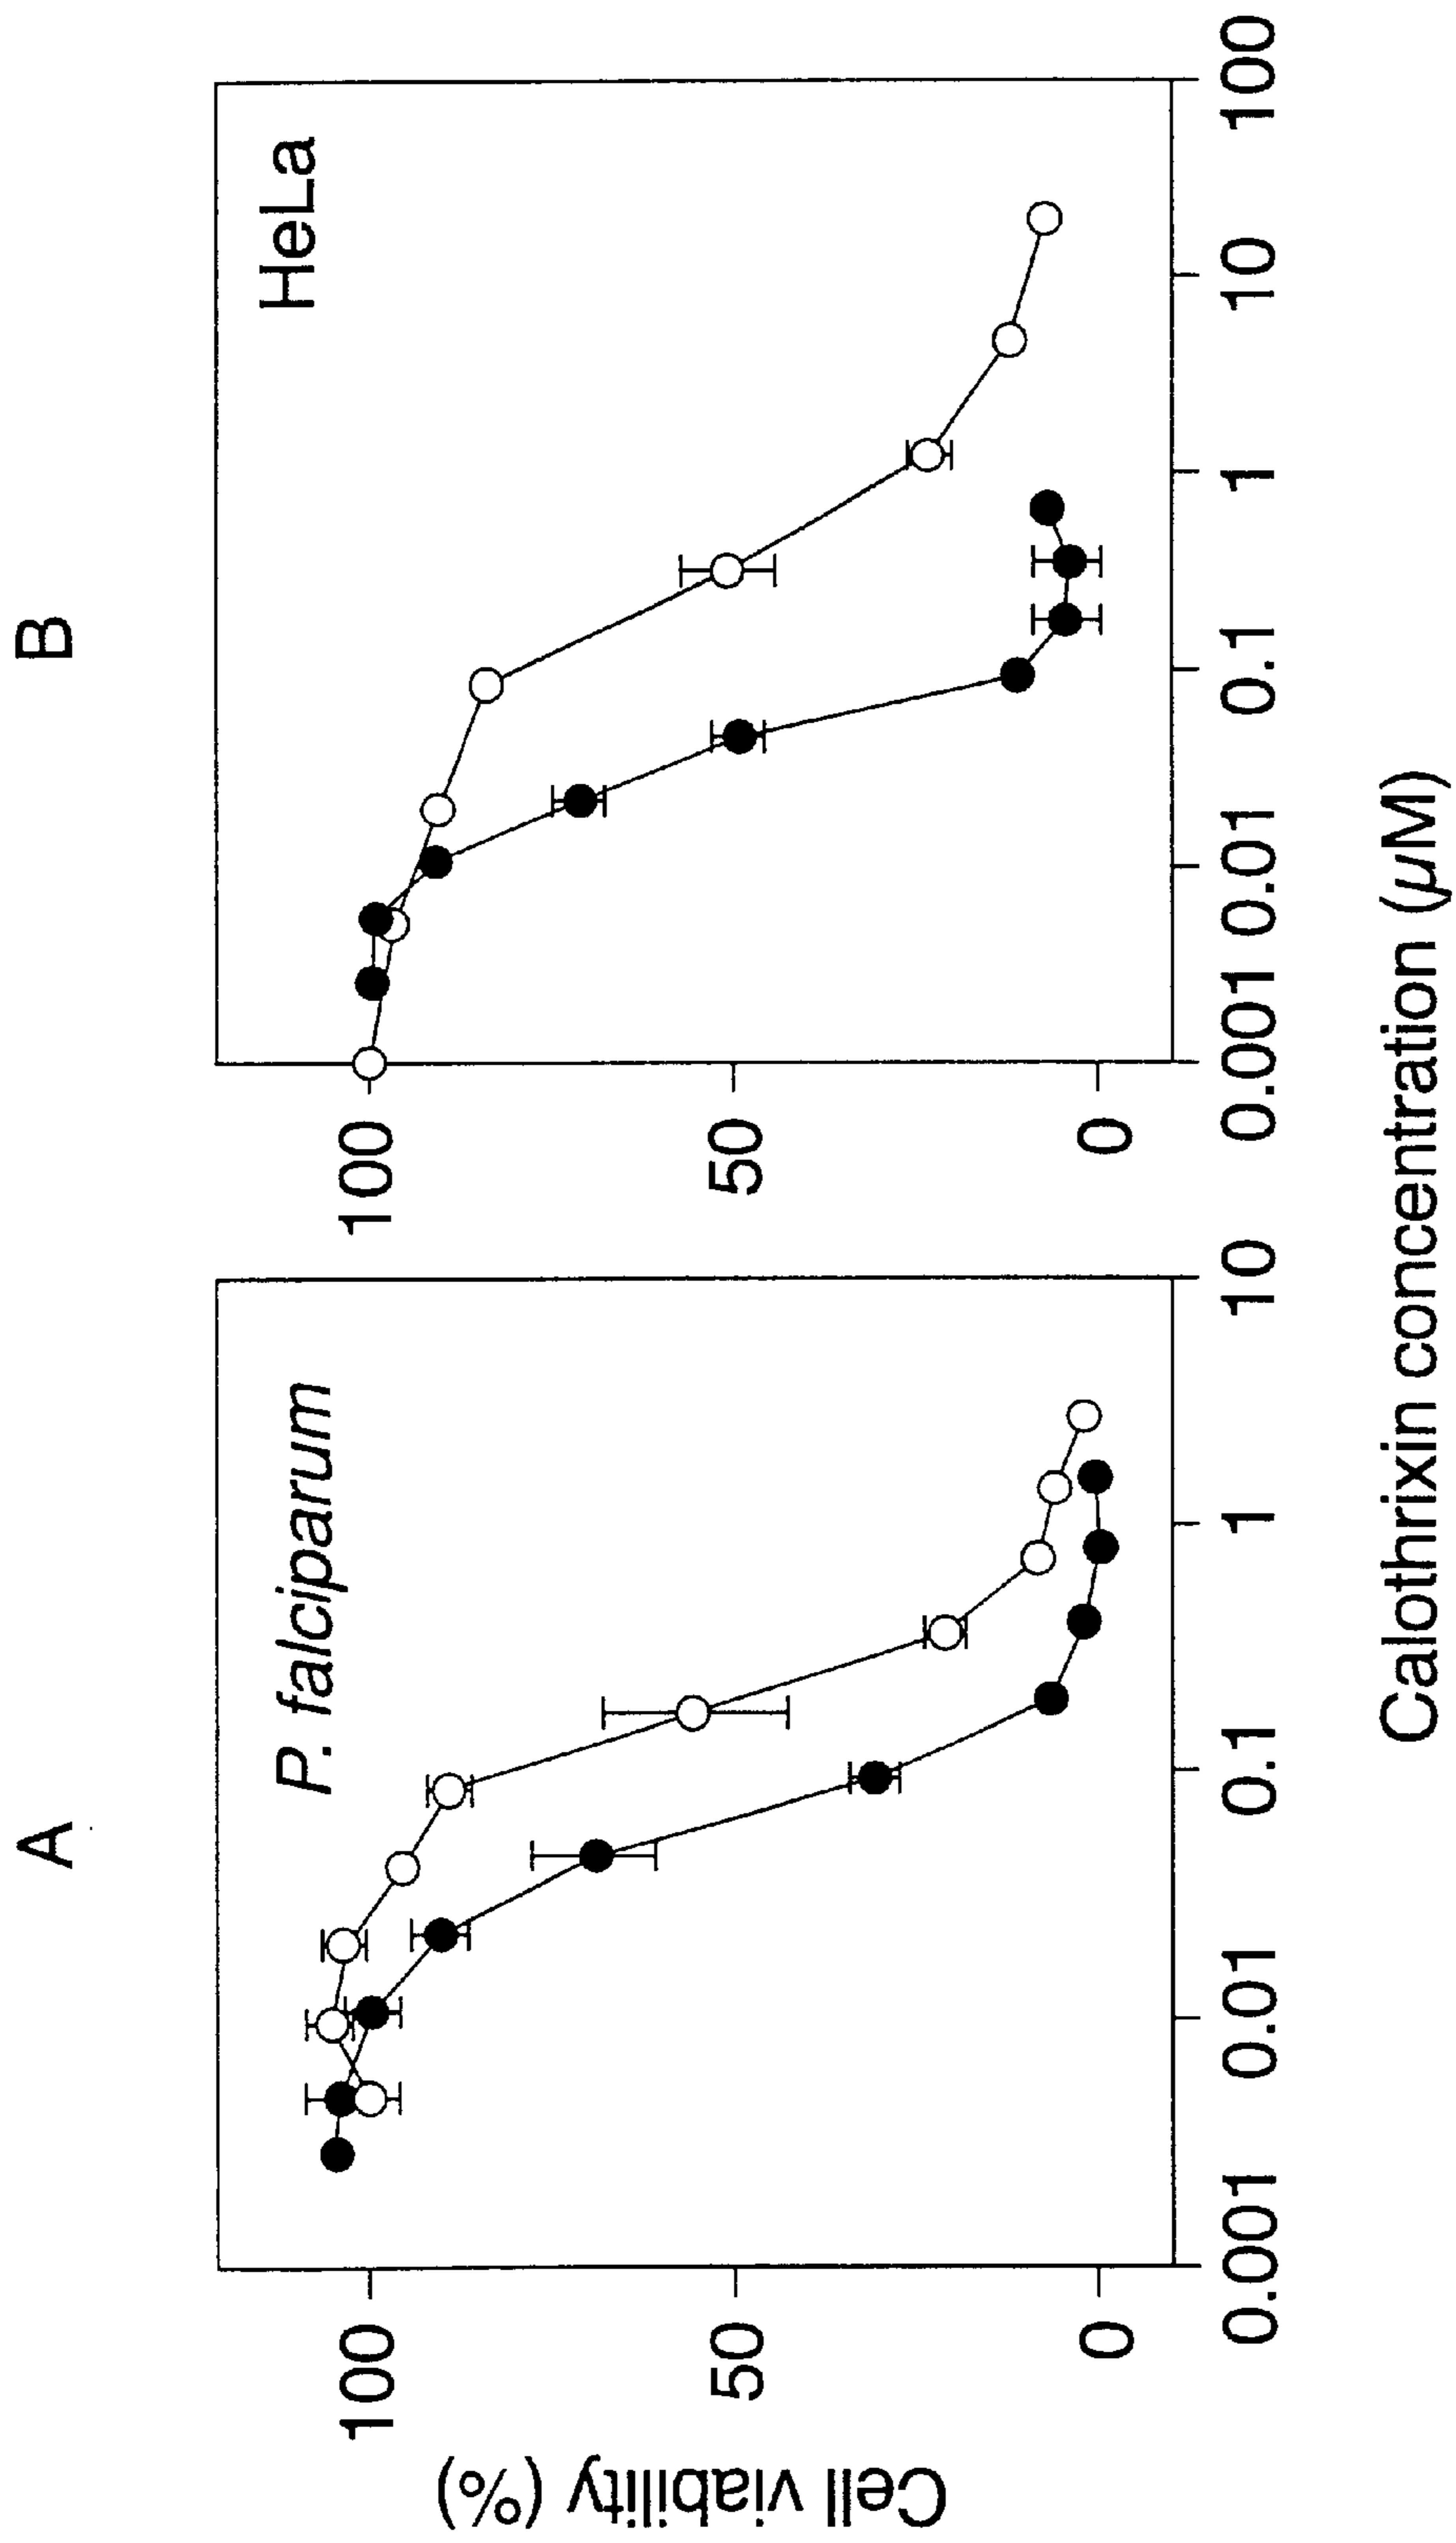 A
B
P. falciparum
HeLa
Cell viability (%)
100
50
0
100
50
0
0.001 0.01 0.1 1 10
0.001 0.01 0.1 1 10 100
Calothrixin concentration (μM)